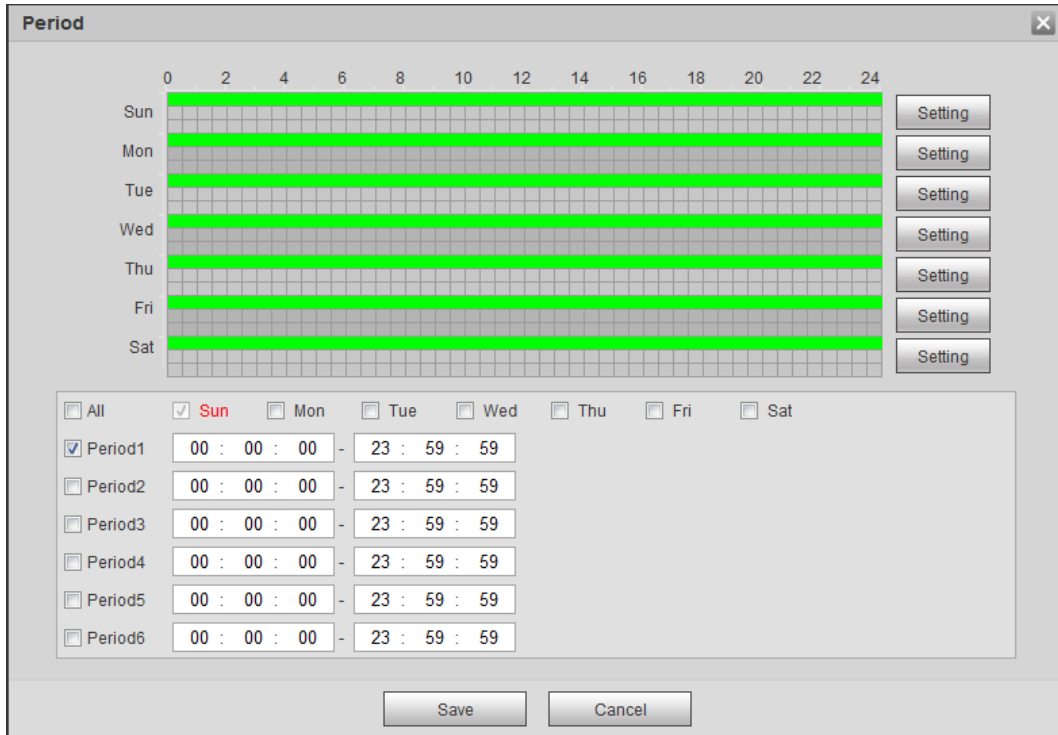 Period
0 2 4 6 8 10 12 14 16 18 20 22 24
Sun Setting
Mon Setting
Tue Setting
Wed Setting
Thu Setting
Fri Setting
Sat Setting
All Sun Mon Tue Wed Thu Fri Sat
Period1 00 : 00 : 00 - 23 : 59 : 59
Period2 00 : 00 : 00 - 23 : 59 : 59
Period3 00 : 00 : 00 - 23 : 59 : 59
Period4 00 : 00 : 00 - 23 : 59 : 59
Period5 00 : 00 : 00 - 23 : 59 : 59
Period6 00 : 00 : 00 - 23 : 59 : 59
Save Cancel